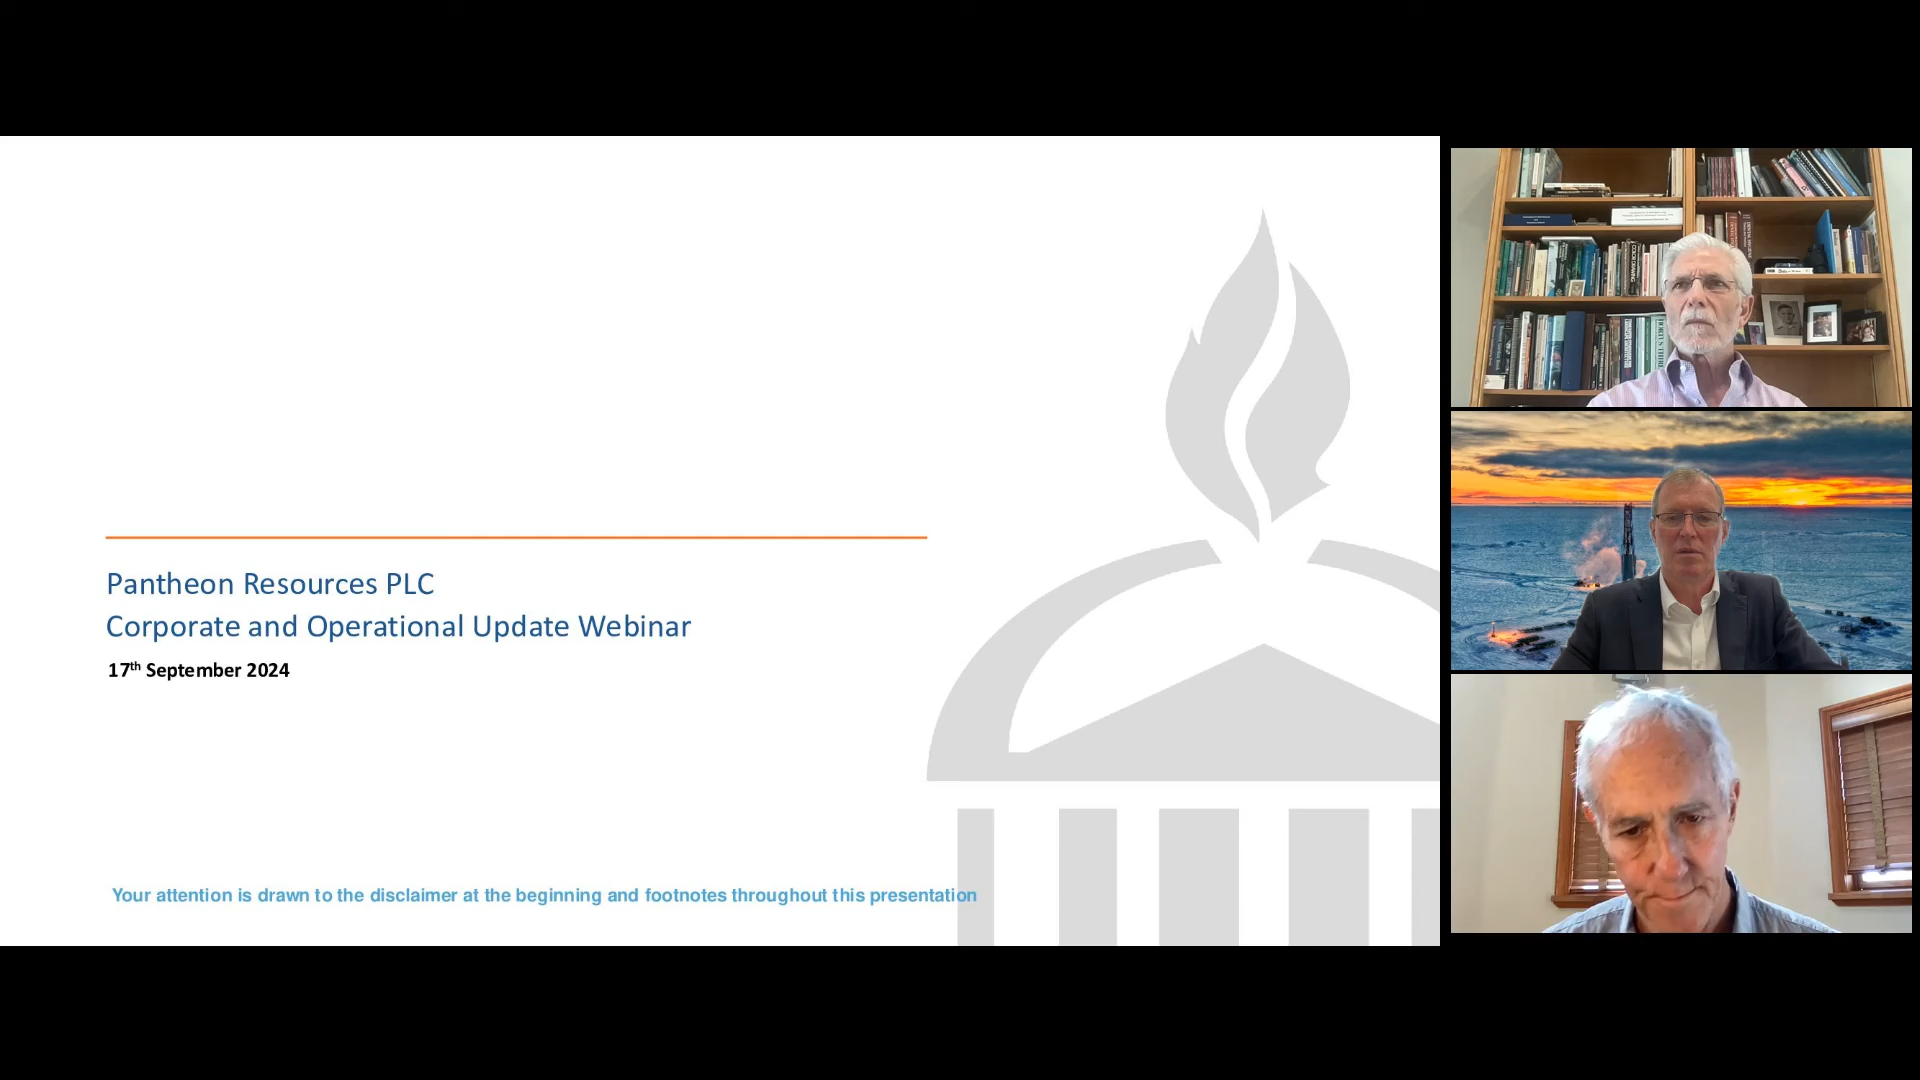 Pantheon Resources PLC
Corporate and Operational Update Webinar
17th September 2024
Your attention is drawn to the disclaimer at the beginning and footnotes throughout this presentation